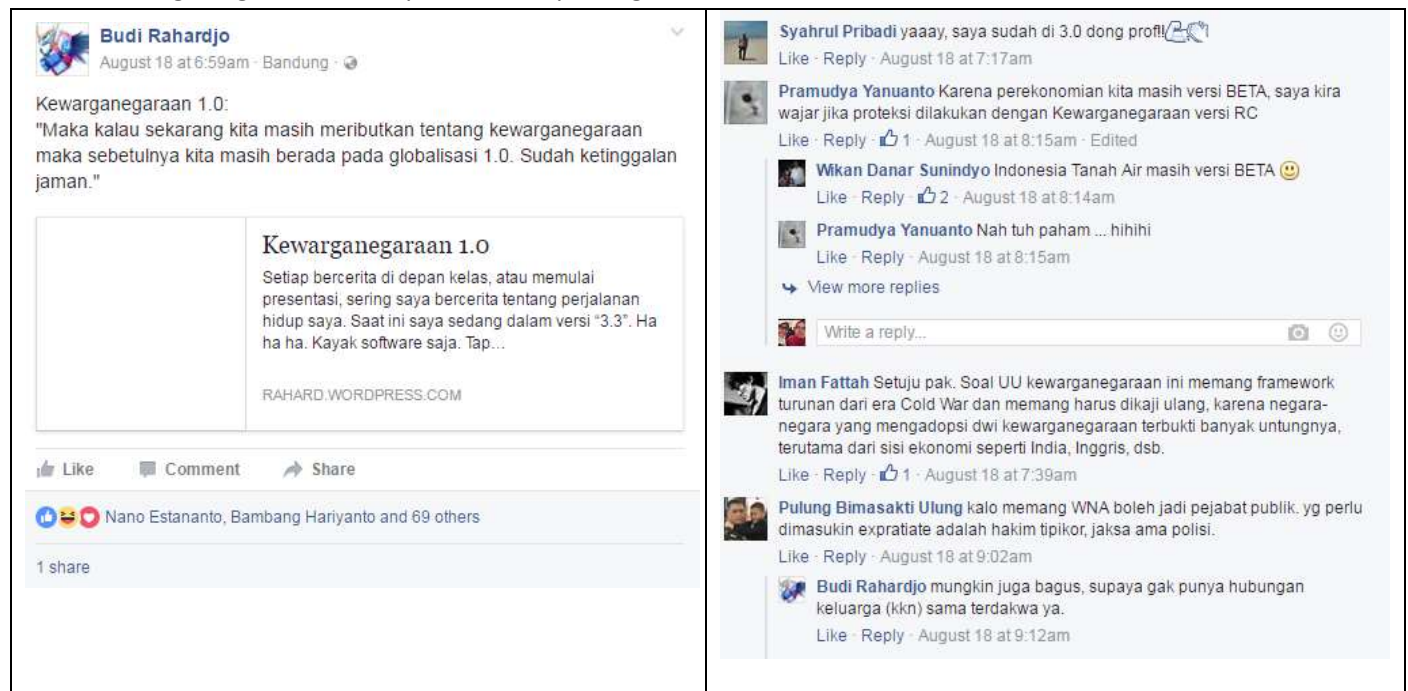 Budi Rahardjo
August 18 at 6:59am · Bandung ·
Kewarganegaraan 1.0:
"Maka kalau sekarang kita masih meributkan tentang kewarganegaraan
maka sebetulnya kita masih berada pada globalisasi 1.0. Sudah ketinggalan
jaman."
Kewarganegaraan 1.0
Setiap bercerita di depan kelas, atau memulai
presentasi, sering saya bercerita tentang perjalanan
hidup saya. Saat ini saya sedang dalam versi “3.3”. Ha
ha ha. Kayak software saja. Tap…
RAHARD.WORDPRESS.COM
Like Comment Share
Nano Estananto, Bambang Hariyanto and 69 others
1 share
Syahrul Pribadi yaaay, saya sudah di 3.0 dong prof!!
Like · Reply · August 18 at 7:17am
Pramudya Yanuanto Karena perekonomian kita masih versi BETA, saya kira
wajar jika proteksi dilakukan dengan Kewarganegaraan versi RC
Like · Reply · 1 · August 18 at 8:15am · Edited
Wikan Danar Sunindyo Indonesia Tanah Air masih versi BETA
Like · Reply · 2 · August 18 at 8:14am
Pramudya Yanuanto Nah tuh paham ... hihihi
Like · Reply · August 18 at 8:15am
View more replies
Write a reply...
Iman Fattah Setuju pak. Soal UU kewarganegaraan ini memang framework
turunan dari era Cold War dan memang harus dikaji ulang, karena negara-
negara yang mengadopsi dwi kewarganegaraan terbukti banyak untungnya,
terutama dari sisi ekonomi seperti India, Inggris, dsb.
Like · Reply · 1 · August 18 at 7:39am
Pulung Bimasakti Ulung kalo memang WNA boleh jadi pejabat publik. yg perlu
dimasukin expratiate adalah hakim tipikor, jaksa ama polisi.
Like · Reply · August 18 at 9:02am
Budi Rahardjo mungkin juga bagus, supaya gak punya hubungan
keluarga (kkn) sama terdakwa ya.
Like · Reply · August 18 at 9:12am